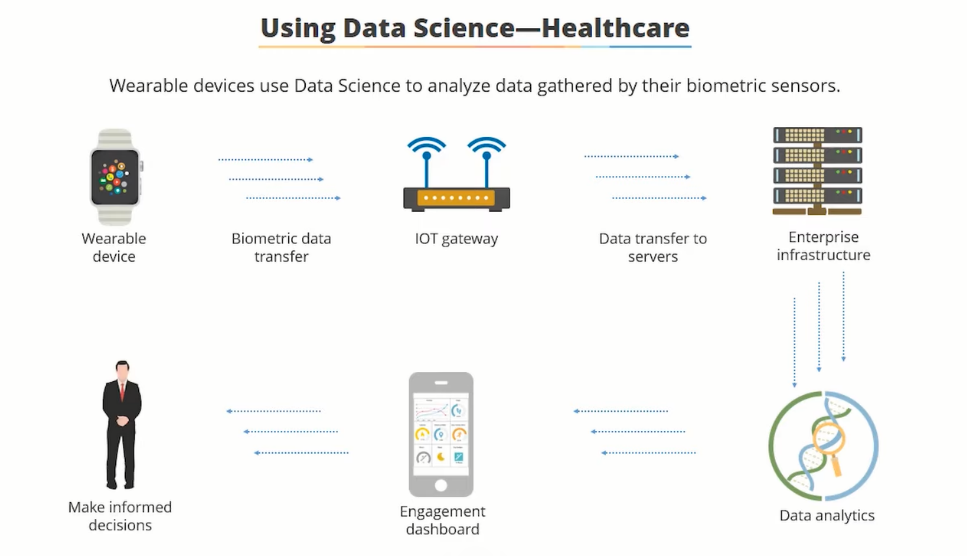 Using Data Science—Healthcare
Wearable devices use Data Science to analyze data gathered by their biometric sensors.
Wearable
device
Biometric data
transfer
IOT gateway
Data transfer to
servers
Enterprise
infrastructure
Make informed
decisions
Engagement
dashboard
Data analytics